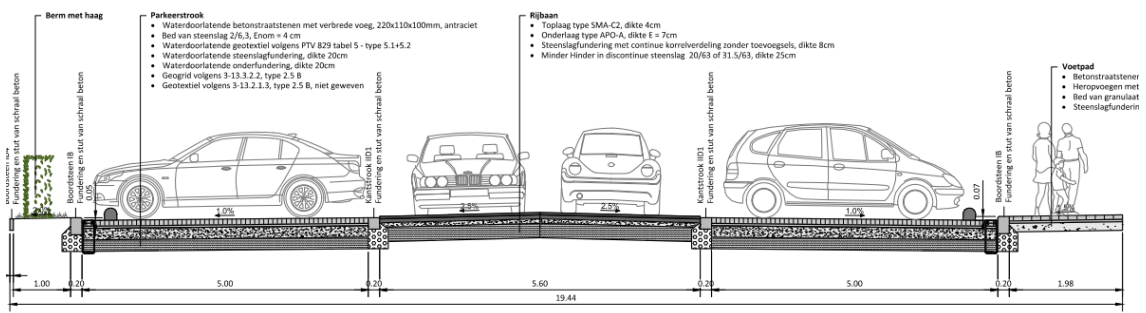 Berm met haag
Parkeerstrook
• Waterdoorlatende betonstraatstenen met verbrede voeg, 220x110x100mm, antraciet
• Bed van steenslag 2/6,3, Enom = 4 cm
• Waterdoorlatende geotextiel volgens PTV 829 tabel 5 - type 5.1+5.2
• Waterdoorlatende steenslagfundering, dikte 20cm
• Waterdoorlatende onderfundering, dikte 20cm
• Geogrid volgens 3-13.3.2.2, type 2.5 B
• Geotextiel volgens 3-13.2.1.3, type 2.5 B, niet geweven
Rijbaan
• Toplaag type SMA-C2, dikte 4cm
• Onderlaag type APO-A, dikte E = 7cm
• Steenslagfundering met continue korrelverdeling zonder toevoegsels, dikte 8cm
• Minder Hinder in discontinue steenslag 20/63 of 31.5/63, dikte 25cm
Voetpad
• Betonstraatstenen
• Heropvoegen met
• Bed van granulaat
• Steenslagfundering
Fundering en stut van schraal beton
Boordsteen IB
Fundering en stut van schraal beton
0.05
Kantstrook IID1
Fundering en stut van schraal beton
Kantstrook IID1
Fundering en stut van schraal beton
0.07
Boordsteen IB
Fundering en stut van schraal beton
1.0%
2.5%
2.5%
1.0%
1.00
0.20
5.00
0.20
5.60
0.20
5.00
0.20
1.98
19.44